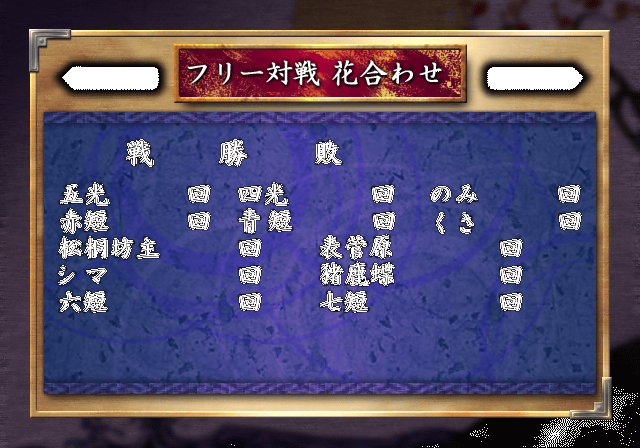 フリー対戦 花合わせ
戦 勝 敗
五光 回 四光 回 のみ 回
赤短 回 青短 回 くさ 回
松桐坊主 回 表菅原 回
シマ 回 猪鹿蝶 回
六短 回 七短 回